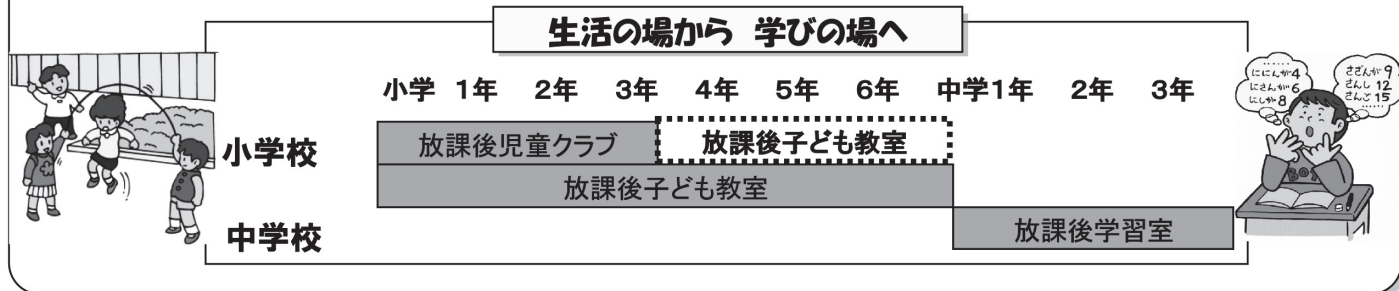 生活の場から 学びの場へ
小学 1年 2年 3年 4年 5年 6年 中学1年 2年 3年
小学校
放課後児童クラブ
放課後子ども教室
放課後子ども教室
中学校
放課後学習室
……
ににんが4
にさんが6
にしが8
さざんが9
さんし12
さんご15
……
BOX